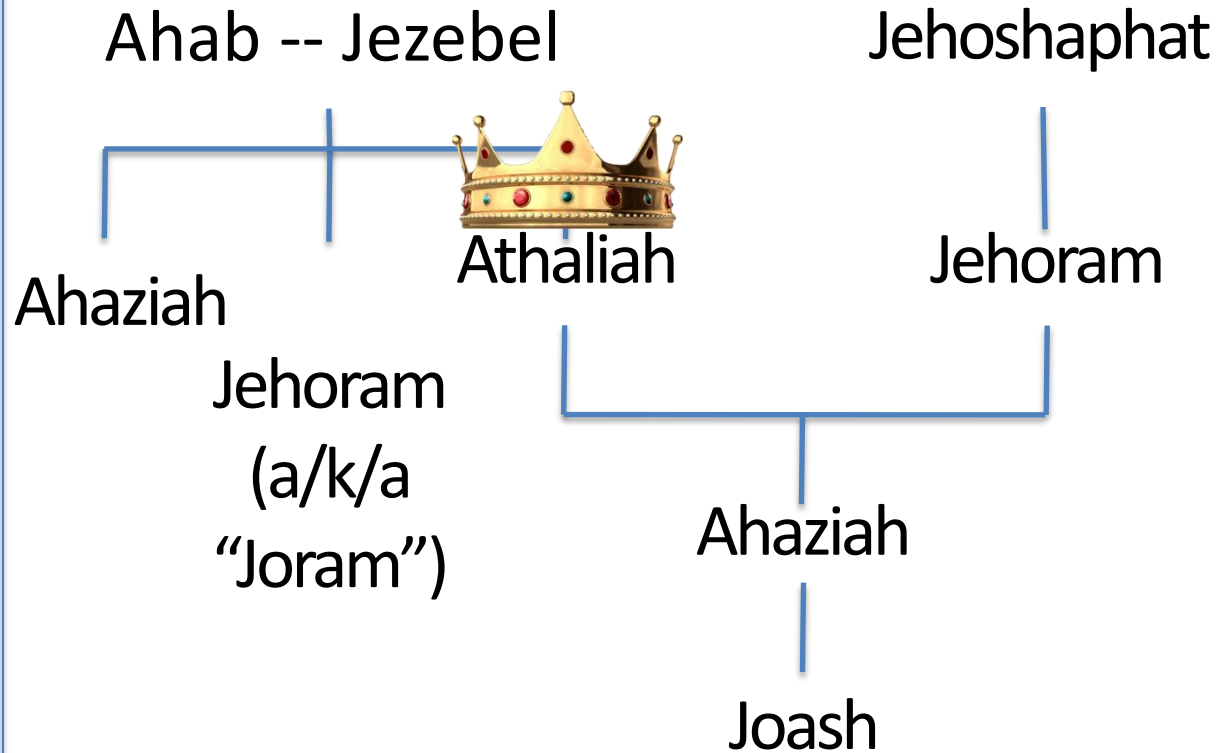 Ahab -- Jezebel
Jehoshaphat
Athaliah
Jehoram
Ahaziah
Jehoram
(a/k/a
“Joram”)
Ahaziah
Joash